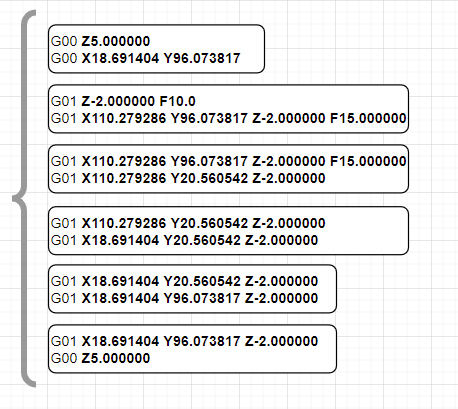 G00 Z5.000000
G00 X18.691404 Y96.073817
G01 Z-2.000000 F10.0
G01 X110.279286 Y96.073817 Z-2.000000 F15.000000
G01 X110.279286 Y96.073817 Z-2.000000 F15.000000
G01 X110.279286 Y20.560542 Z-2.000000
G01 X110.279286 Y20.560542 Z-2.000000
G01 X18.691404 Y20.560542 Z-2.000000
G01 X18.691404 Y20.560542 Z-2.000000
G01 X18.691404 Y96.073817 Z-2.000000
G01 X18.691404 Y96.073817 Z-2.000000
G00 Z5.000000